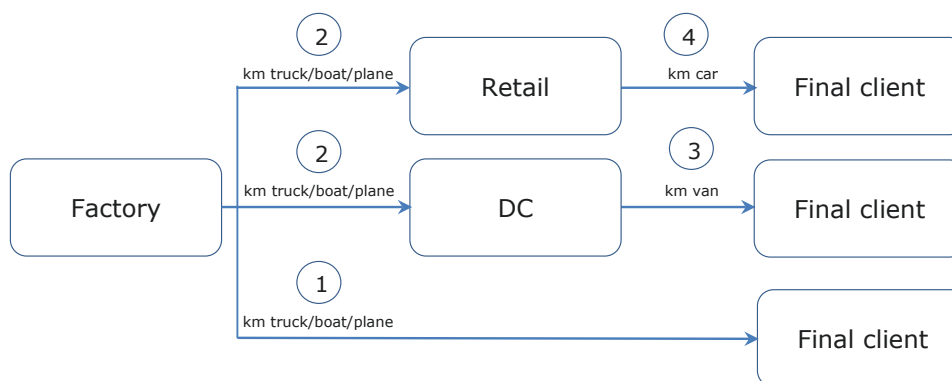 2
4
km truck/boat/plane
km car
Retail
Final client
2
3
km truck/boat/plane
km van
Factory
DC
Final client
1
km truck/boat/plane
Final client